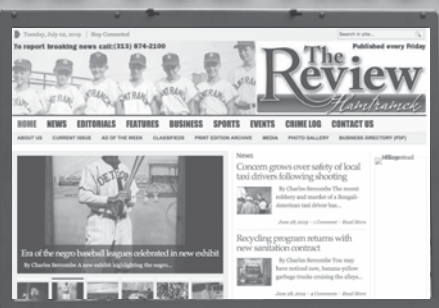 Tuesday, July 02, 2019 | Stay Connected
Search in site...
To report breaking news call:(313) 874-2100
Published every Friday
The
Review
Hamtramck
HOME NEWS EDITORIALS FEATURES BUSINESS SPORTS EVENTS CRIME LOG CONTACT US
ABOUT US CURRENT ISSUE AD OF THE WEEK CLASSIFIEDS PRINT EDITION ARCHIVE MEDIA PHOTO GALLERY BUSINESS DIRECTORY (PDF)
DETROIT
Era of the negro baseball leagues celebrated in new exhibit
By Charles Sercombe A new exhibit highlighting the negro...
News
Concern grows over safety of local
taxi drivers following shooting
By Charles Sercombe The recent
robbery and murder of a Bengali-
American taxi driver has...
June 28, 2019 - 1 Comment - Read More
Recycling program returns with
new sanitation contract
By Charles Sercombe You may
have noticed new, banana-yellow
garbage trucks cruising the alleys...
June 28, 2019 - 4 Comments - Read More